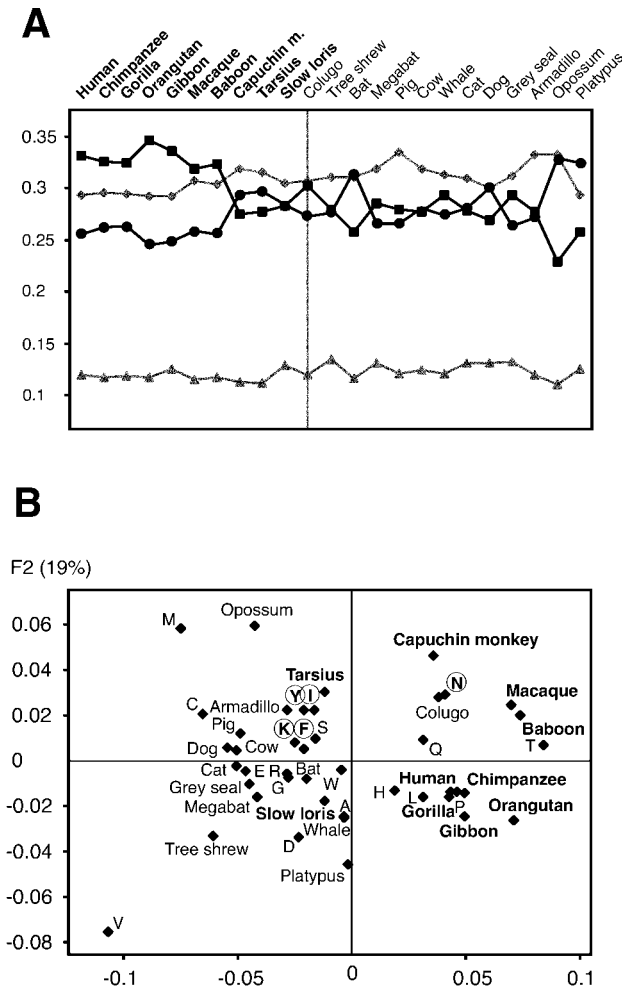 A
Human
Chimpanzee
Gorilla
Orangutan
Gibbon
Macaque
Baboon
Capuchin m.
Tarsius
Slow loris
Colugo
Tree shrew
Bat
Megabat
Pig
Cow
Whale
Cat
Dog
Grey seal
Armadillo
Opossum
Platypus
0.35
0.3
0.25
0.2
0.15
0.1
B
F2 (19%)
0.06
0.04
0.02
0
-0.02
-0.04
-0.06
-0.08
M
Opossum
Capuchin monkey
Tarsius
Y I
N
Macaque
C
Armadillo
Colugo
Pig
K F S
Baboon
Dog
Cow
Q
T
Cat
E R
Bat
Human
Chimpanzee
Grey seal
G
W
H
L
P
Orangutan
Megabat
Slow loris
A
Gorilla
Whale
Gibbon
Tree shrew
D
Platypus
V
-0.1
-0.05
0
0.05
0.1